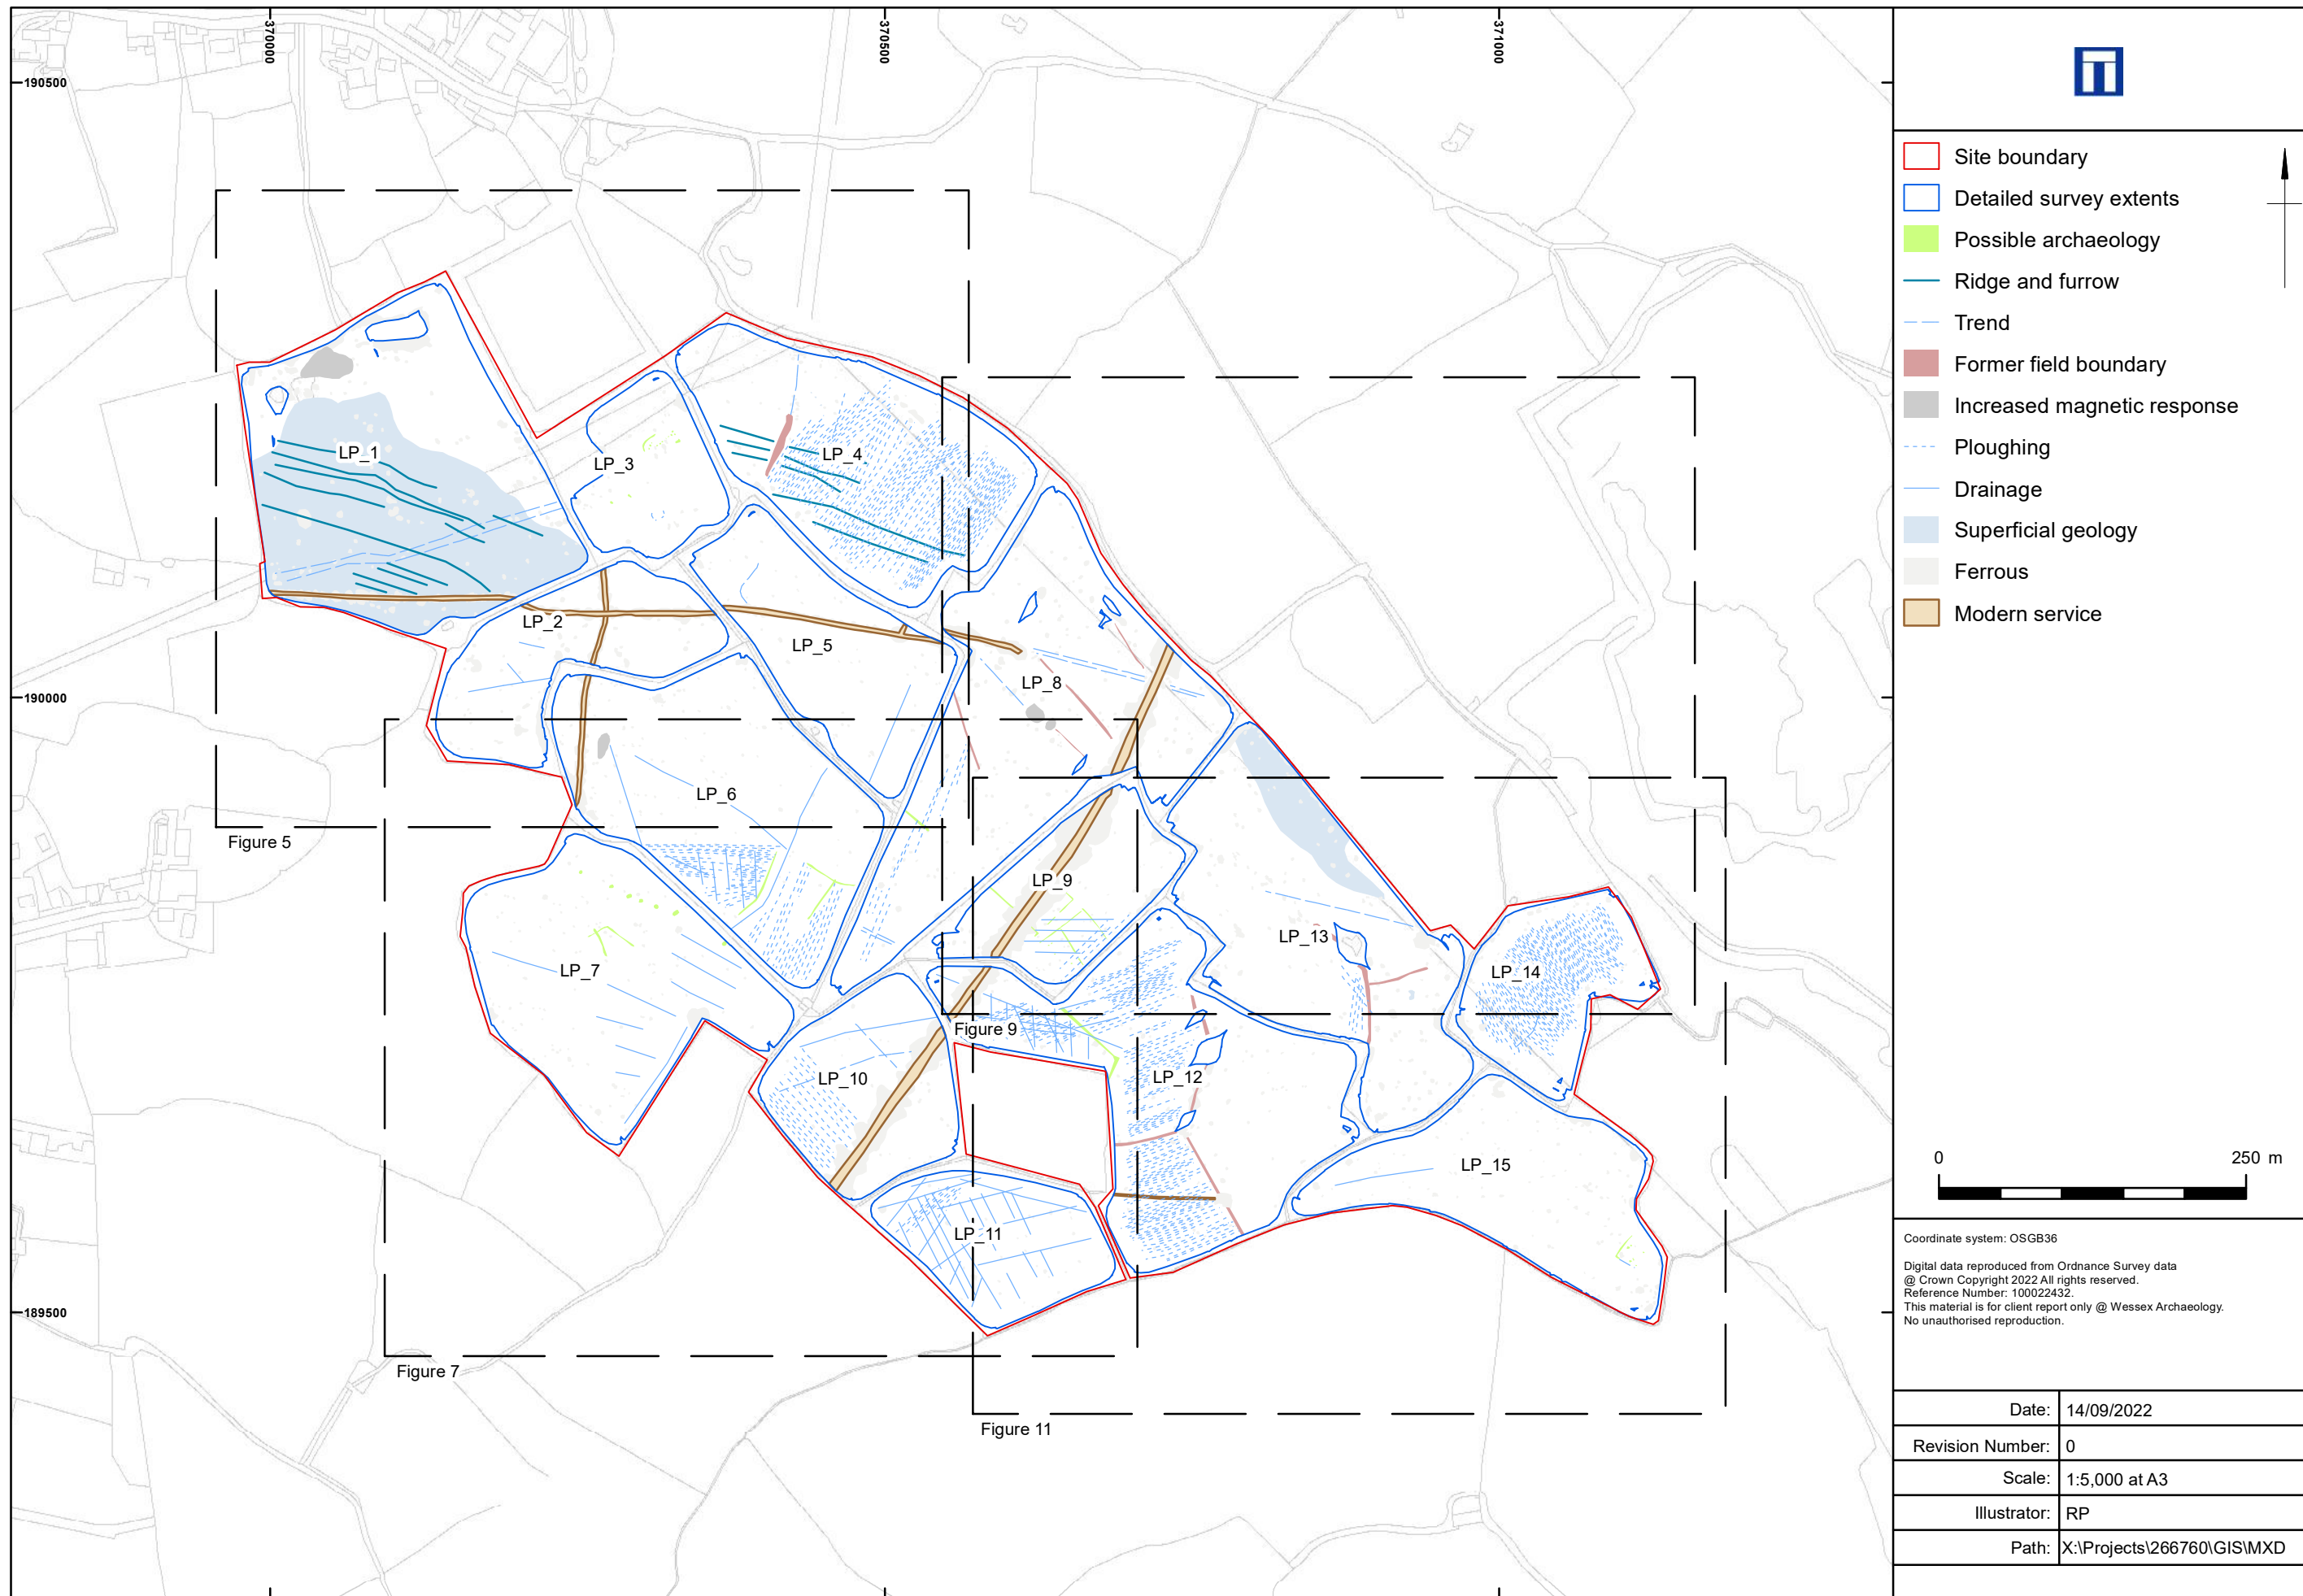 370000
370500
371000
190500
190000
189500
LP_1
LP_2
LP_3
LP_4
LP_5
LP_6
LP_7
LP_8
LP_9
LP_10
LP_11
LP_12
LP_13
LP_14
LP_15
Figure 5
Figure 9
Figure 7
Figure 11
Site boundary
Detailed survey extents
Possible archaeology
Ridge and furrow
Trend
Former field boundary
Increased magnetic response
Ploughing
Drainage
Superficial geology
Ferrous
Modern service
0 250 m
Coordinate system: OSGB36
Digital data reproduced from Ordnance Survey data
@ Crown Copyright 2022 All rights reserved.
Reference Number: 100022432.
This material is for client report only @ Wessex Archaeology.
No unauthorised reproduction.
Date: 14/09/2022
Revision Number: 0
Scale: 1:5,000 at A3
Illustrator: RP
Path: X:\Projects\266760\GIS\MXD